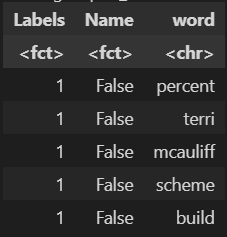 Labels Name word
<fct> <fct> <chr>
1 False percent
1 False terri
1 False mcauliff
1 False scheme
1 False build